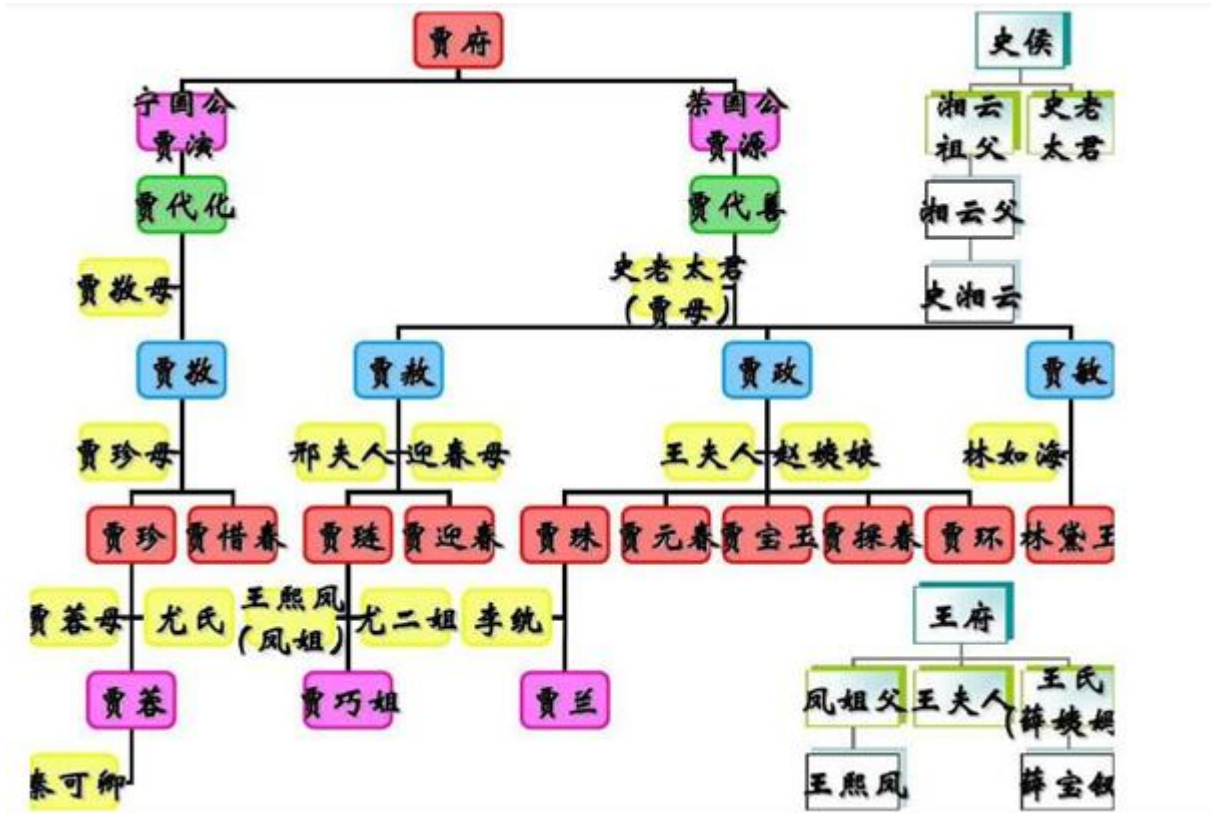 贾府
史侯
宁国公
贾演
荣国公
贾源
湘云
祖父
史老
太君
贾代化
贾代善
湘云父
贾敬母
史老太君
(贾母)
史湘云
贾敬
贾赦
贾政
贾敏
贾珍母
邢夫人
迎春母
王夫人
赵姨娘
林如海
贾珍
贾惜春
贾琏
贾迎春
贾珠
贾元春
贾宝玉
贾探春
贾环
林黛玉
贾蓉母
尤氏
王熙凤
(凤姐)
尤二姐
李纨
王府
贾蓉
贾巧姐
贾兰
凤姐父
王夫人
王氏
(薛姨妈
秦可卿
王熙凤
薛宝钗